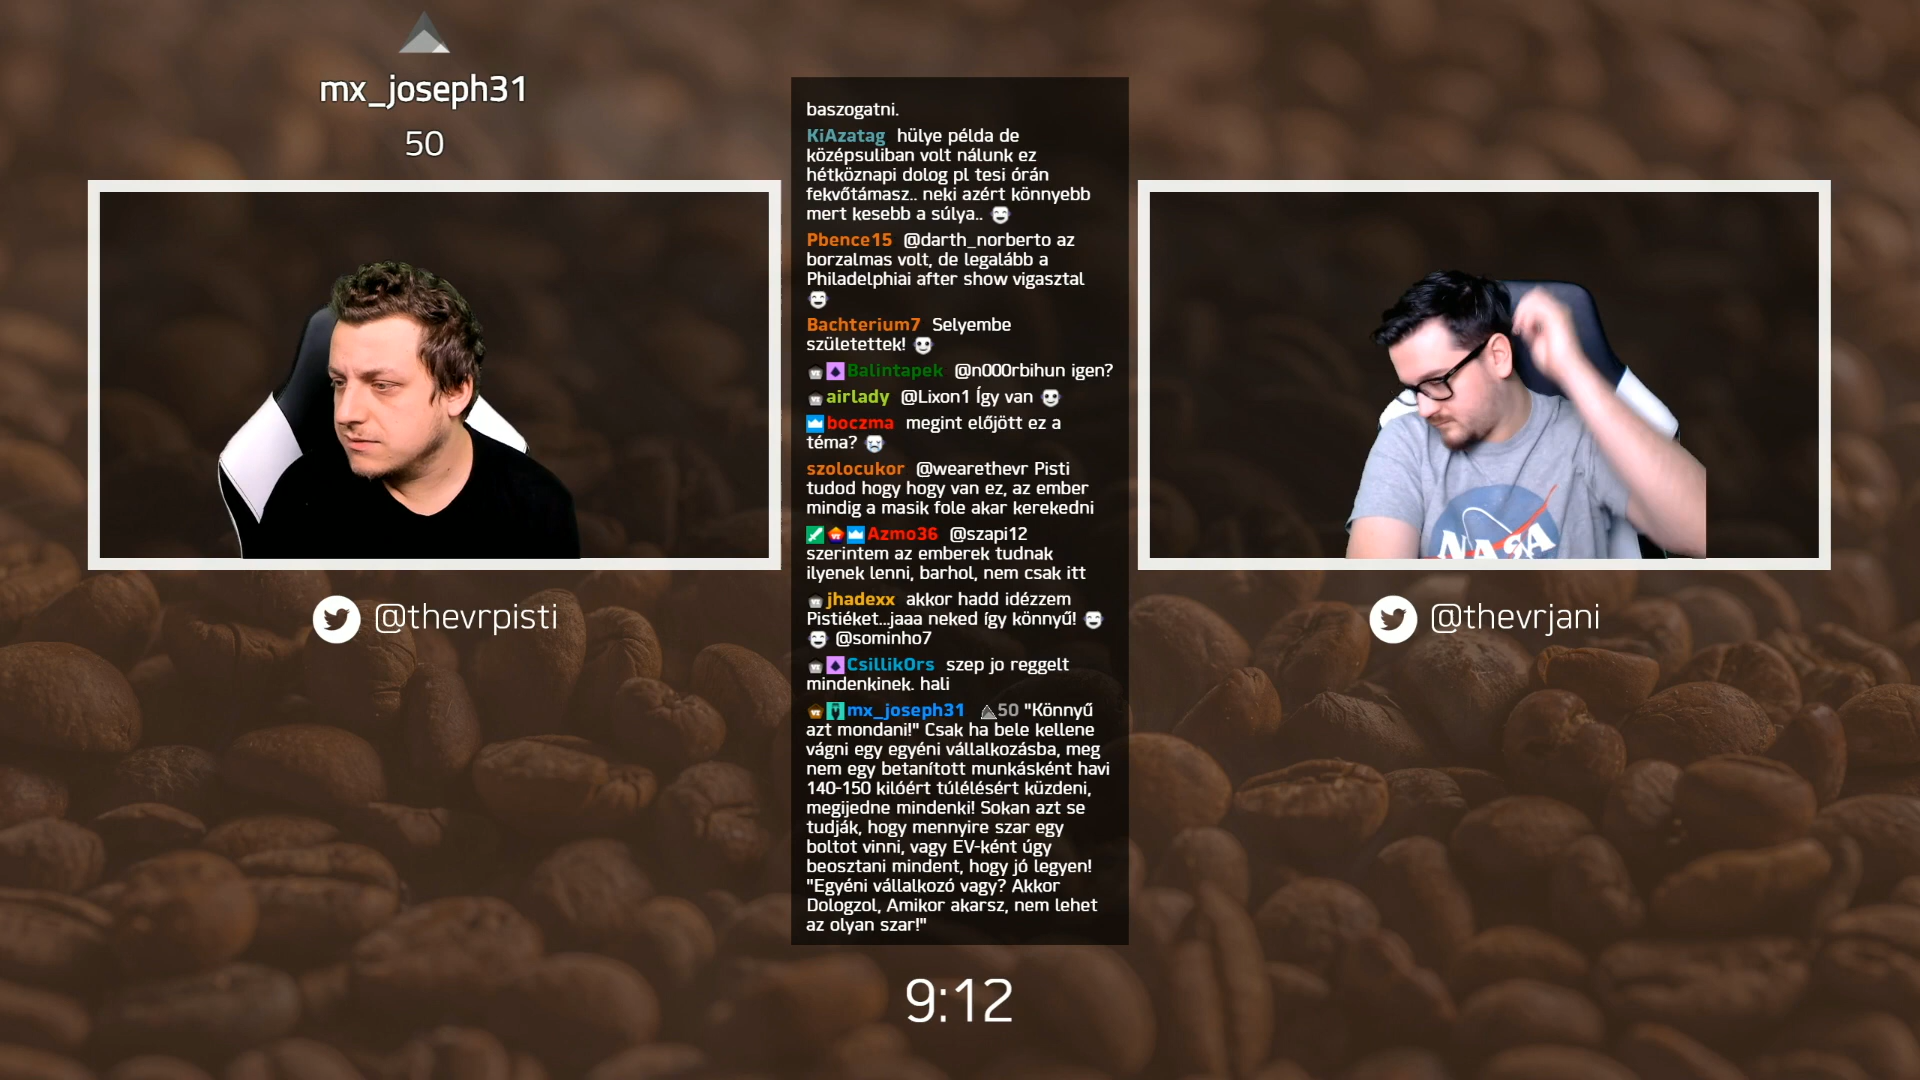 mx_joseph31
50
baszogatni.
KiAzatag hülye példa de
középsuliban volt nálunk ez
hétköznapi dolog pl tesi órán
fekvőtámasz.. neki azért könnyebb
mert kesebb a súlya..
Pbence15 @darth_norberto az
borzalmas volt, de legalább a
Philadelphiai after show vigasztal
Bachterium7 Selyembe
születettek!
Balintapek @n000rbihun igen?
airlady @Lixon1 Így van
boczma megint előjött ez a
téma?
szolocukor @wearethevr Pisti
tudod hogy hogy van ez, az ember
mindig a masik fole akar kerekedni
Azmo36 @szapi12
szerintem az emberek tudnak
ilyenek lenni, barhol, nem csak itt
jhadexx akkor hadd idézzem
Pistiéket...jaaa neked így könnyű!
@sominho7
CsillikOrs szep jo reggelt
mindenkinek. hali
mx_joseph31 50 "Könnyű
azt mondani!" Csak ha bele kellene
vágni egy egyéni vállalkozásba, meg
nem egy betanított munkásként havi
140-150 kilóért túlélésért küzdeni,
megijedne mindenki! Sokan azt se
tudják, hogy mennyire szar egy
boltot vinni, vagy EV-ként úgy
beosztani mindent, hogy jó legyen!
"Egyéni vállalkozó vagy? Akkor
Dologzol, Amikor akarsz, nem lehet
az olyan szar!"
NASA
@thevrpisti
@thevrjani
9:12